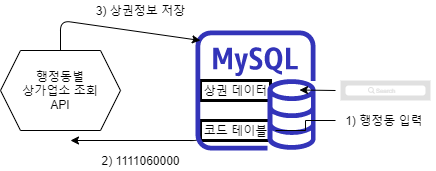 3) 상권정보 저장
MySQL
행정동별
상가업소 조회
API
상권 데이터
Search
1) 행정동 입력
코드 테이블
2) 1111060000